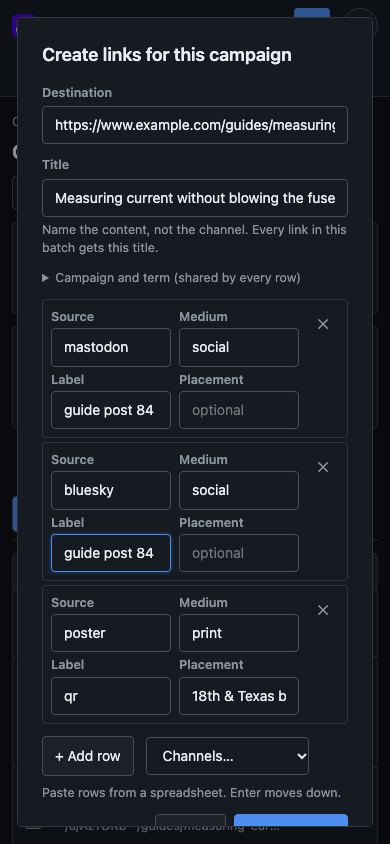 Create links for this campaign
Destination
https://www.example.com/guides/measuring
Title
Measuring current without blowing the fuse
Name the content, not the channel. Every link in this
batch gets this title.
Campaign and term (shared by every row)
Source Medium
mastodon social
Label Placement
guide post 84 optional
Source Medium
bluesky social
Label Placement
guide post 84 optional
Source Medium
poster print
Label Placement
qr 18th & Texas b
+ Add row Channels...
Paste rows from a spreadsheet. Enter moves down.